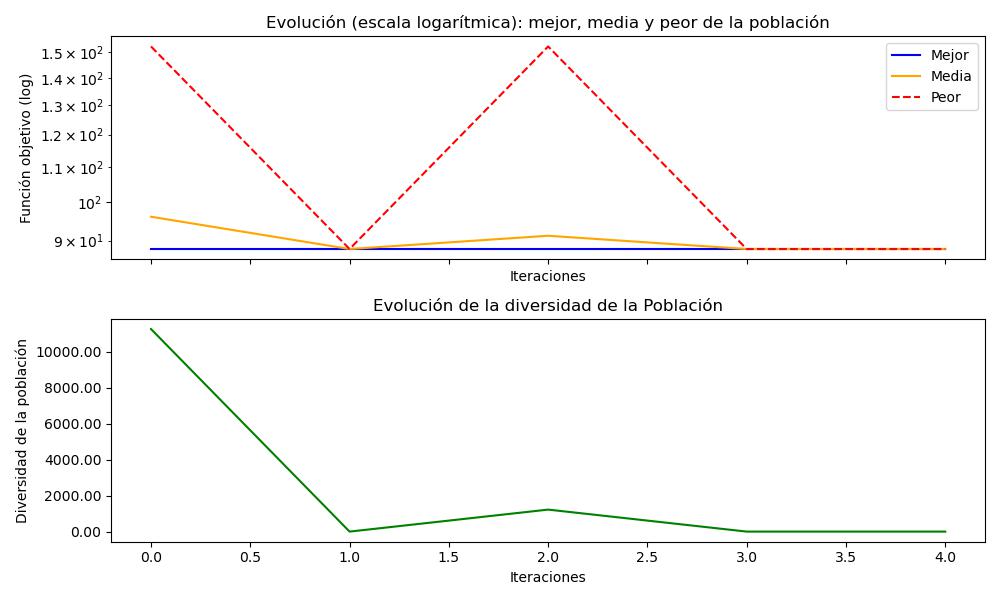 Evolución (escala logarítmica): mejor, media y peor de la población
Función objetivo (log)
1.5 × 10²
1.4 × 10²
1.3 × 10²
1.2 × 10²
1.1 × 10²
10²
9 × 10¹
Mejor
Media
Peor
Iteraciones
Evolución de la diversidad de la Población
Diversidad de la población
10000.00
8000.00
6000.00
4000.00
2000.00
0.00
0.0 0.5 1.0 1.5 2.0 2.5 3.0 3.5 4.0
Iteraciones